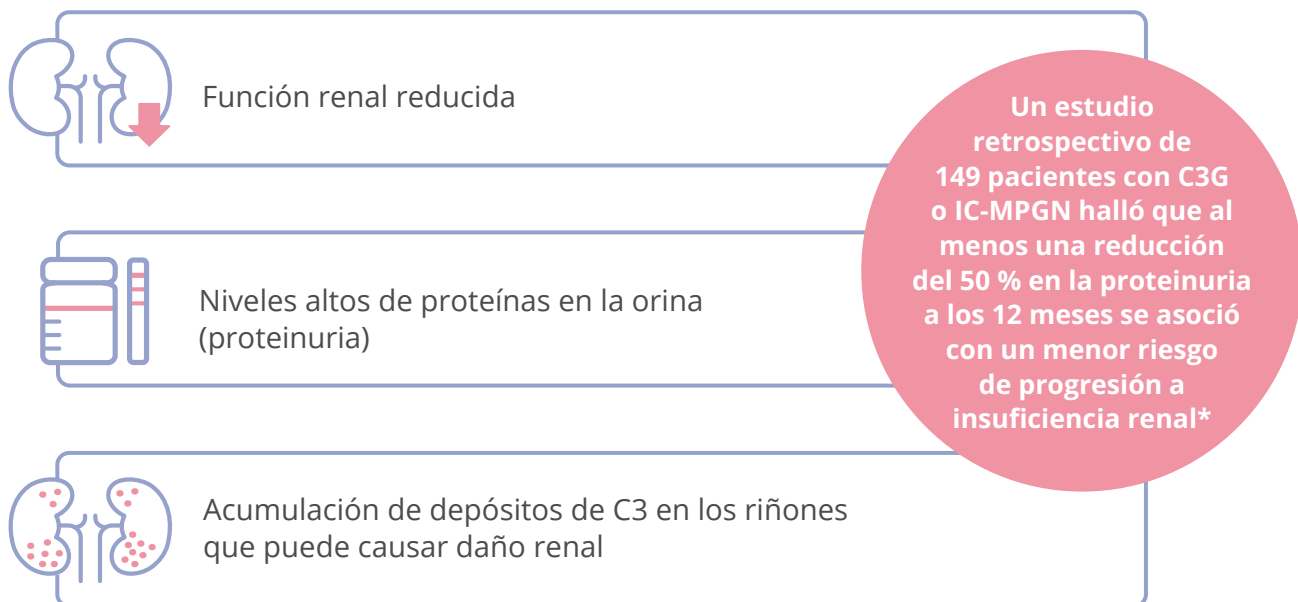 Función renal reducida
Niveles altos de proteínas en la orina
(proteinuria)
Acumulación de depósitos de C3 en los riñones
que puede causar daño renal
Un estudio
retrospectivo de
149 pacientes con C3G
o IC-MPGN halló que al
menos una reducción
del 50 % en la proteinuria
a los 12 meses se asoció
con un menor riesgo
de progresión a
insuficiencia renal*